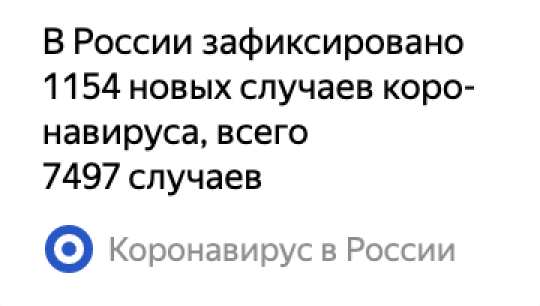 В России зафиксировано
1154 новых случаев коро-
навируса, всего
7497 случаев
Коронавирус в России